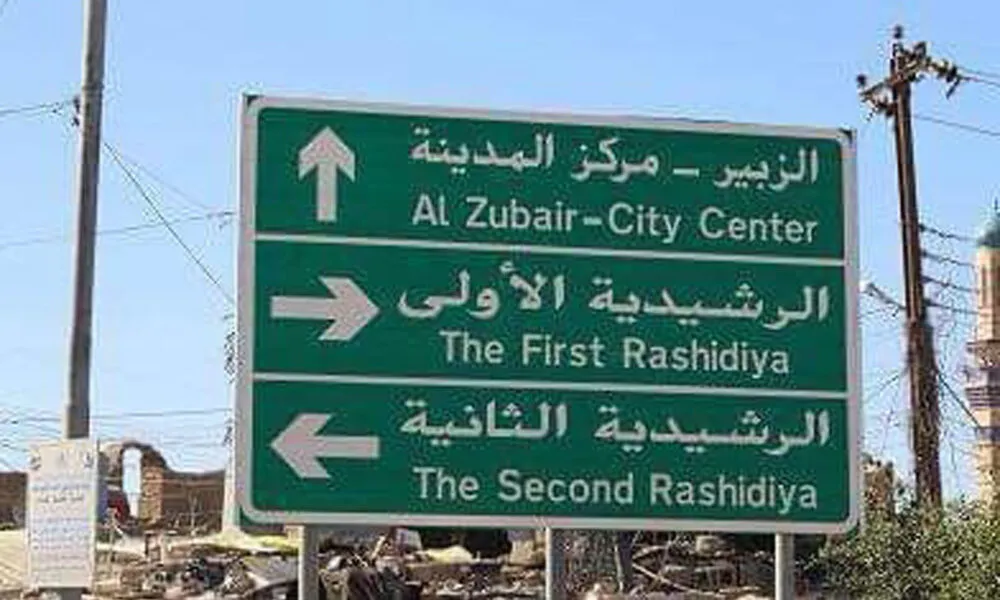 الزبير - مركز المدينة
Al Zubair-City Center
الرشيدية الأولى
The First Rashidiya
الرشيدية الثانية
The Second Rashidiya